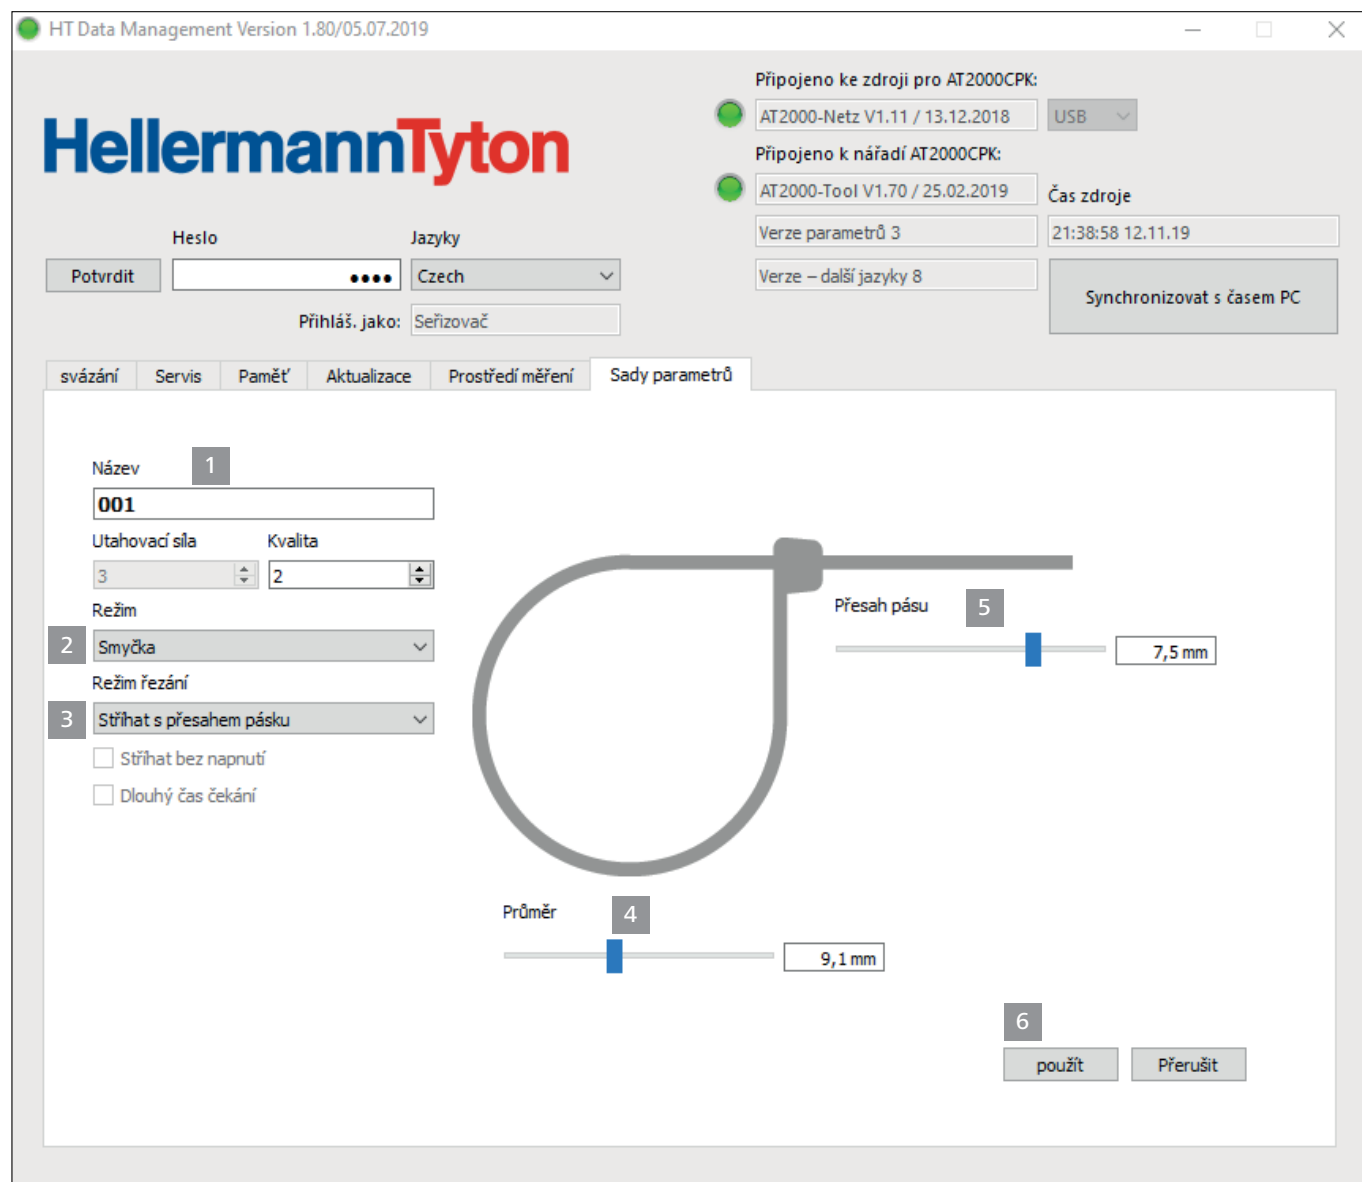 HT Data Management Version 1.80/05.07.2019
HellermannTyton
Připojeno ke zdroji pro AT2000CPK:
AT2000-Netz V1.11 / 13.12.2018 USB
Připojeno k nářadí AT2000CPK:
AT2000-Tool V1.70 / 25.02.2019 Čas zdroje
Verze parametrů 3 21:38:58 12.11.19
Verze – další jazyky 8 Synchronizovat s časem PC
Heslo Jazyky
Potvrdit •••• Czech
Přihláš. jako: Seřizovač
svázání Servis Paměť Aktualizace Prostředí měření Sady parametrů
Název 1
001
Utahovací síla Kvalita
3 2
Režim
2 Smyčka
Režim řezání
3 Stříhat s přesahem pásku
Stříhat bez napnutí
Dlouhý čas čekání
Přesah pásu 5
7,5 mm
Průměr 4
9,1 mm
6
použít Přerušit